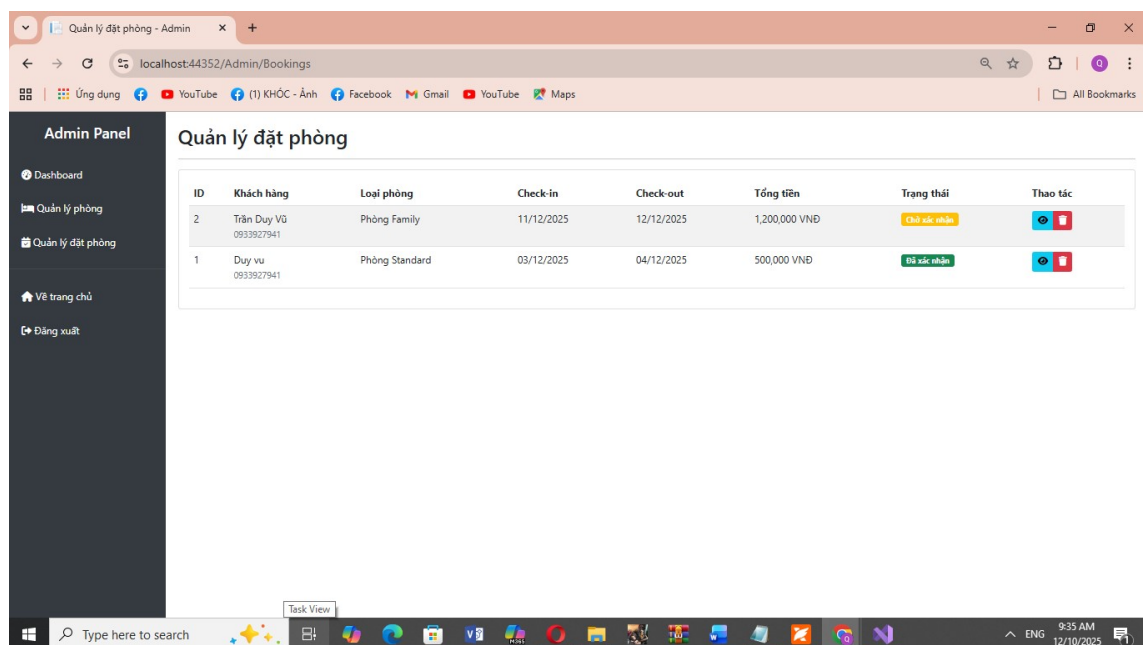 Quản lý đặt phòng - Admin
localhost:44352/Admin/Bookings
Q
Ứng dụng YouTube (1) KHÓC - Ảnh Facebook Gmail YouTube Maps All Bookmarks
Admin Panel
Dashboard
Quản lý phòng
Quản lý đặt phòng
Về trang chủ
Đăng xuất
Quản lý đặt phòng
ID Khách hàng Loại phòng Check-in Check-out Tổng tiền Trạng thái Thao tác
2 Trần Duy Vũ Phòng Family 11/12/2025 12/12/2025 1,200,000 VNĐ Chờ xác nhận
0933927941
1 Duy vu Phòng Standard 03/12/2025 04/12/2025 500,000 VNĐ Đã xác nhận
0933927941
Task View
Type here to search
ENG
9:35 AM
12/10/2025